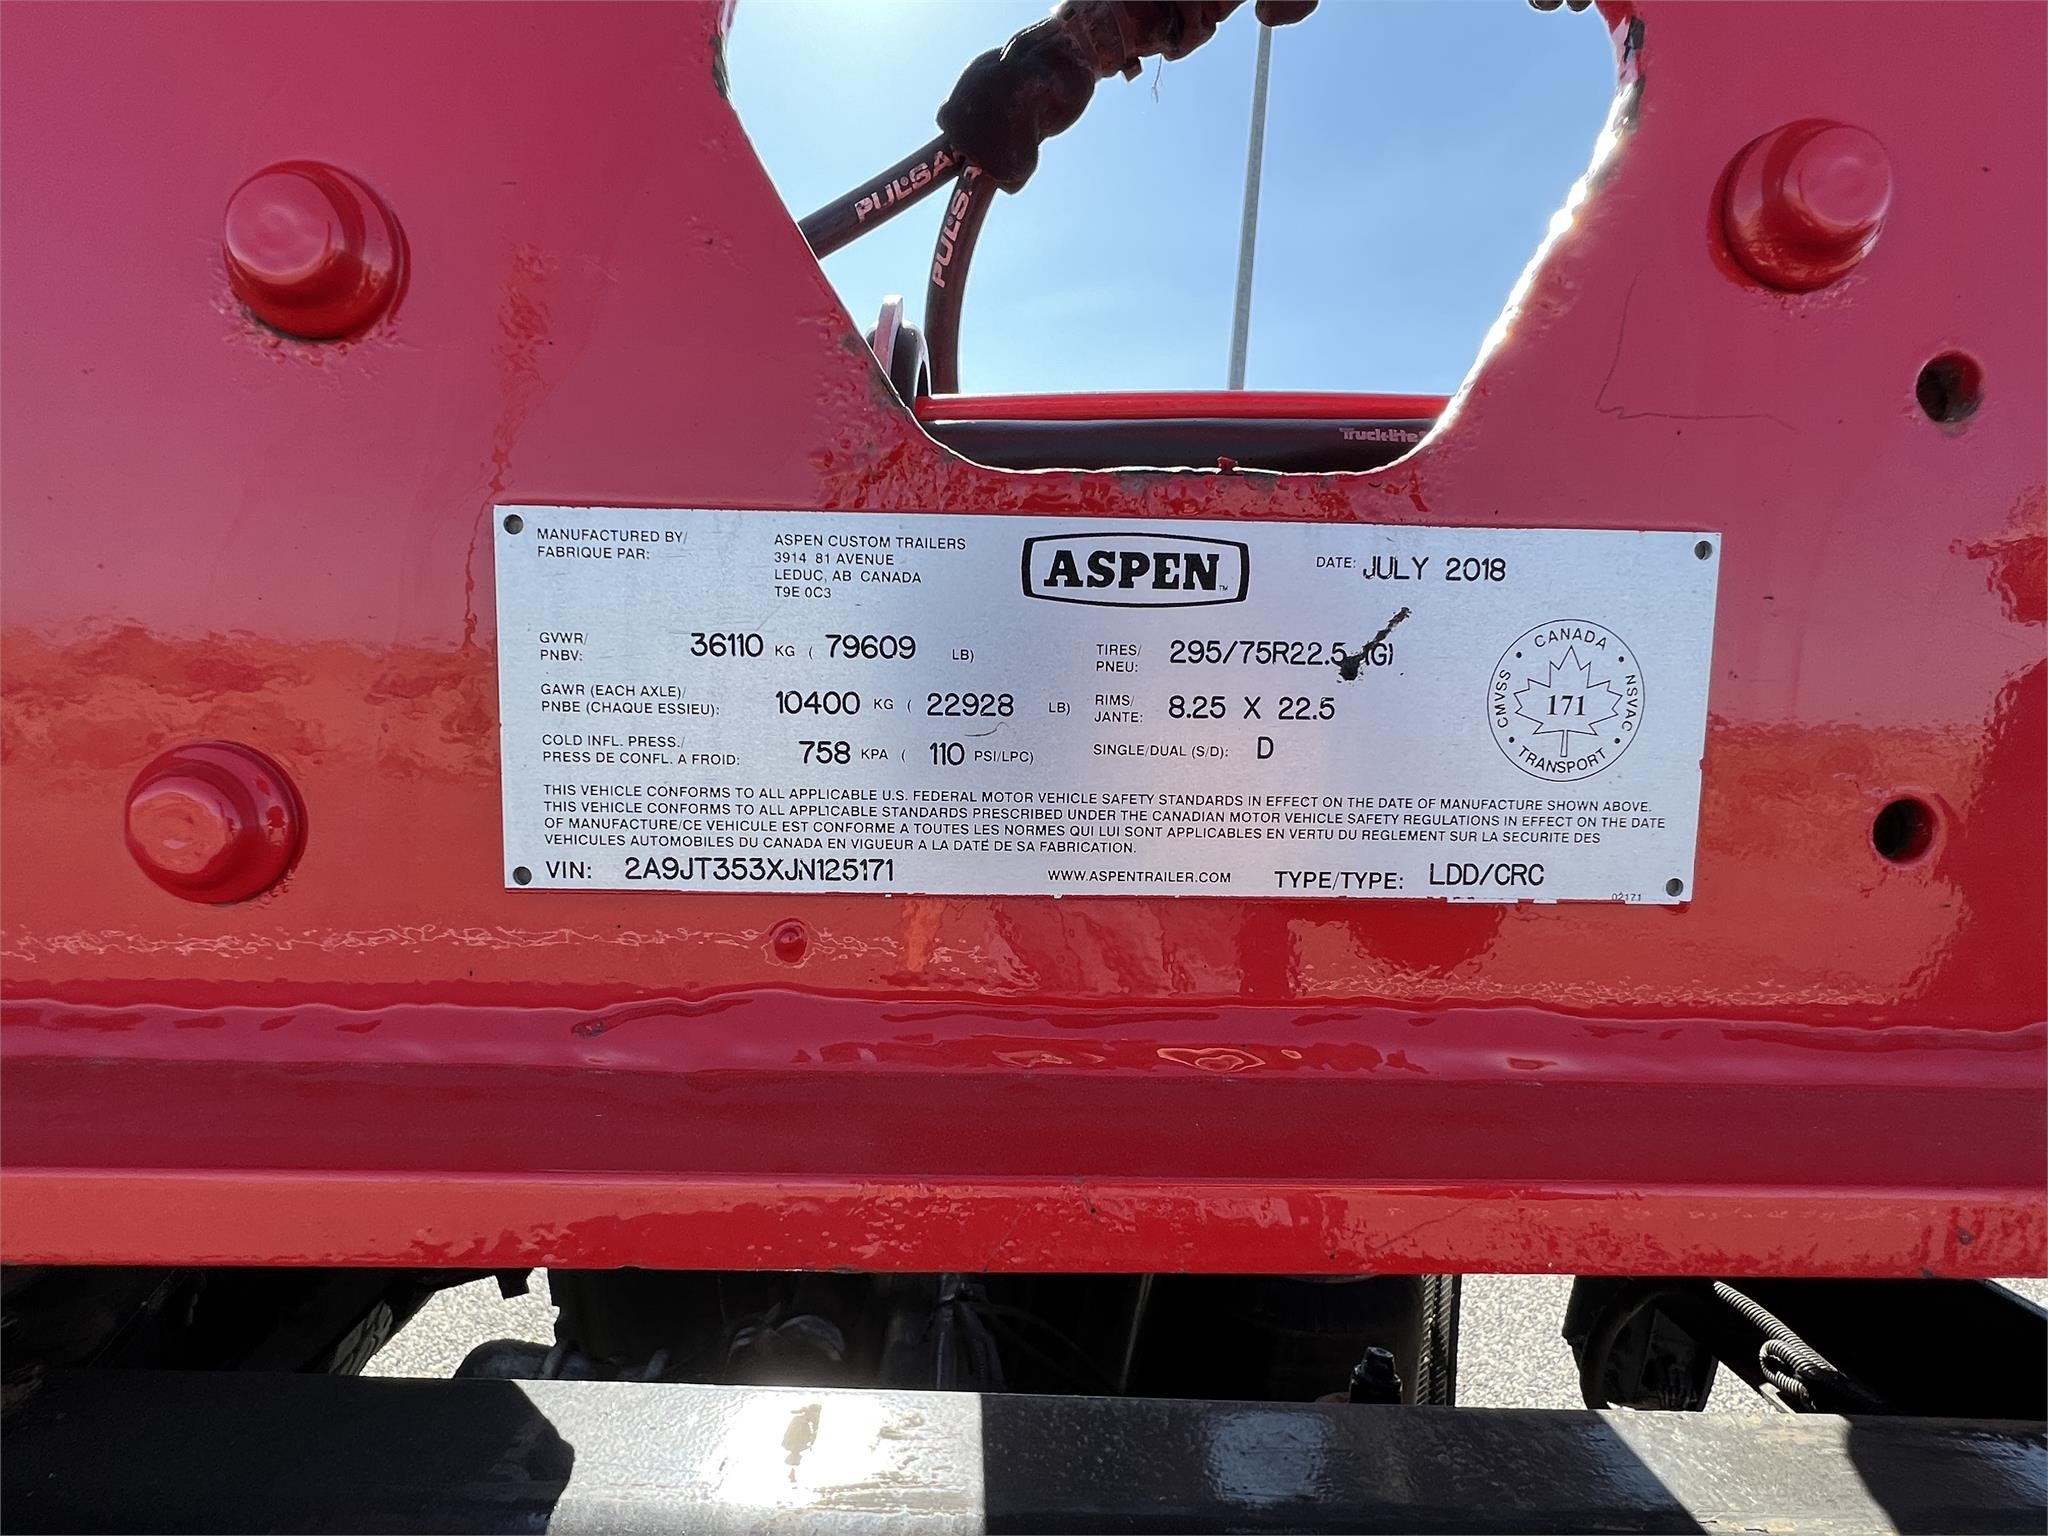 PULSA
PULS
Truck-Lite
MANUFACTURED BY/
FABRIQUE PAR:
ASPEN CUSTOM TRAILERS
3914 81 AVENUE
LEDUC, AB CANADA
T9E 0C3
ASPEN™
DATE: JULY 2018
GVWR/
PNBV: 36110 KG ( 79609 LB)
TIRES/
PNEU: 295/75R22.5 (G)
GAWR (EACH AXLE)/
PNBE (CHAQUE ESSIEU): 10400 KG ( 22928 LB)
RIMS/
JANTE: 8.25 X 22.5
COLD INFL. PRESS./
PRESS DE CONFL. A FROID: 758 KPA ( 110 PSI/LPC)
SINGLE/DUAL (S/D): D
CANADA
CMVSS
171
NSVAC
TRANSPORT
THIS VEHICLE CONFORMS TO ALL APPLICABLE U.S. FEDERAL MOTOR VEHICLE SAFETY STANDARDS IN EFFECT ON THE DATE OF MANUFACTURE SHOWN ABOVE.
THIS VEHICLE CONFORMS TO ALL APPLICABLE STANDARDS PRESCRIBED UNDER THE CANADIAN MOTOR VEHICLE SAFETY REGULATIONS IN EFFECT ON THE DATE
OF MANUFACTURE/CE VEHICULE EST CONFORME A TOUTES LES NORMES QUI LUI SONT APPLICABLES EN VERTU DU REGLEMENT SUR LA SECURITE DES
VEHICULES AUTOMOBILES DU CANADA EN VIGUEUR A LA DATE DE SA FABRICATION.
VIN: 2A9JT353XJN125171
WWW.ASPENTRAILER.COM
TYPE/TYPE: LDD/CRC
02171